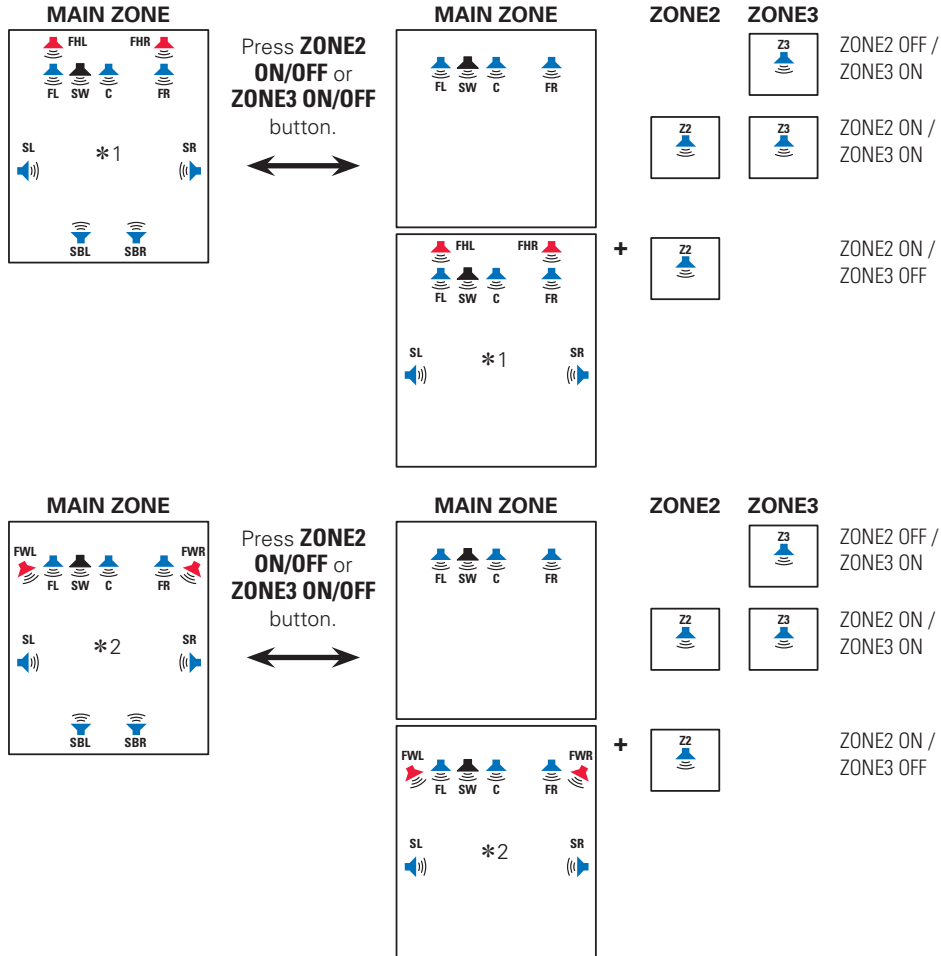 MAIN ZONE
MAIN ZONE
ZONE2
ZONE3
FHL
FHR
FL
SW
C
FR
SL
*1
SR
SBL
SBR
Press ZONE2
ON/OFF or
ZONE3 ON/OFF
button.
FL
SW
C
FR
Z3
ZONE2 OFF /
ZONE3 ON
Z2
Z3
ZONE2 ON /
ZONE3 ON
FHL
FHR
FL
SW
C
FR
SL
*1
SR
+
Z2
ZONE2 ON /
ZONE3 OFF
MAIN ZONE
MAIN ZONE
ZONE2
ZONE3
FWL
FWR
FL
SW
C
FR
SL
*2
SR
SBL
SBR
Press ZONE2
ON/OFF or
ZONE3 ON/OFF
button.
FL
SW
C
FR
Z3
ZONE2 OFF /
ZONE3 ON
Z2
Z3
ZONE2 ON /
ZONE3 ON
FWL
FWR
FL
SW
C
FR
SL
*2
SR
+
Z2
ZONE2 ON /
ZONE3 OFF